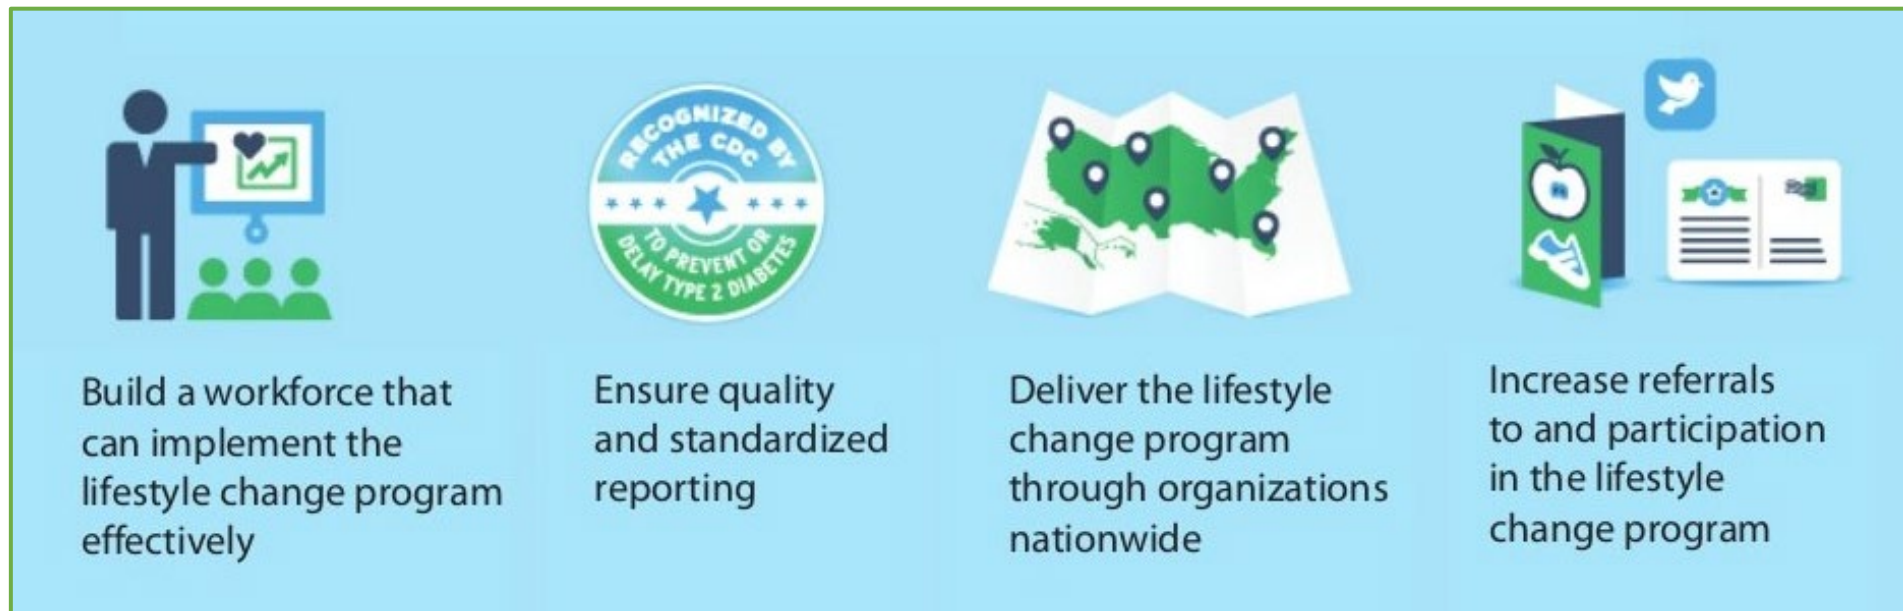 RECOGNIZED BY
THE CDC
TO PREVENT OR
DELAY TYPE 2 DIABETES
Build a workforce that
can implement the
lifestyle change program
effectively
Ensure quality
and standardized
reporting
Deliver the lifestyle
change program
through organizations
nationwide
Increase referrals
to and participation
in the lifestyle
change program